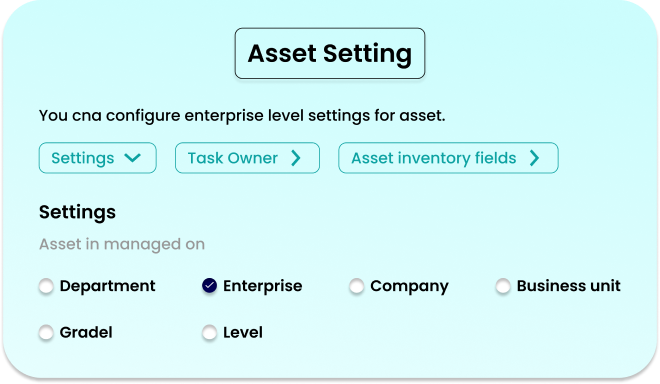 Asset Setting
You cna configure enterprise level settings for asset.
Settings Task Owner Asset inventory fields
Settings
Asset in managed on
Department Enterprise Company Business unit
Gradel Level